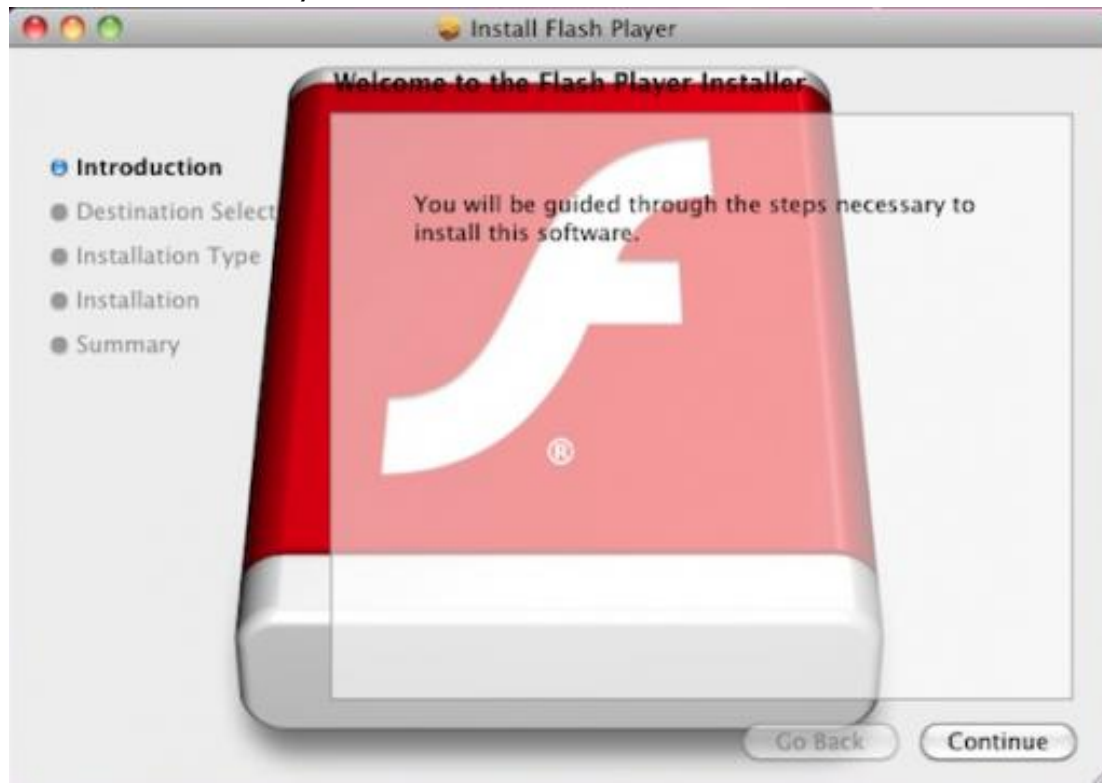 Install Flash Player
Welcome to the Flash Player Installer
Introduction
Destination Select
Installation Type
Installation
Summary
You will be guided through the steps necessary to
install this software.
®
Go Back
Continue